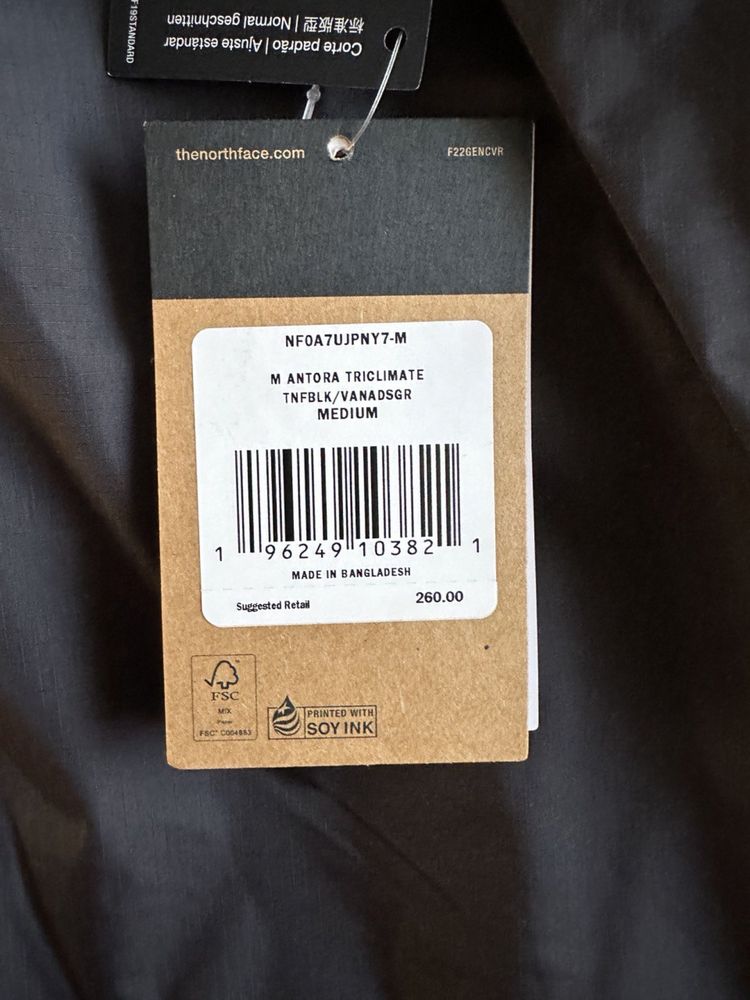 F19STANDARD
Corte padrão | Ajuste estándar
标准版型 | Normal geschnitten
thenorthface.com
F22GENCVR
NF0A7UJPNY7-M
M ANTORA TRICLIMATE
TNFBLK/VANADSGR
MEDIUM
1 96249 10382 1
MADE IN BANGLADESH
Suggested Retail 260.00
FSC
MIX
Paper
FSC® C004853
PRINTED WITH
SOY INK